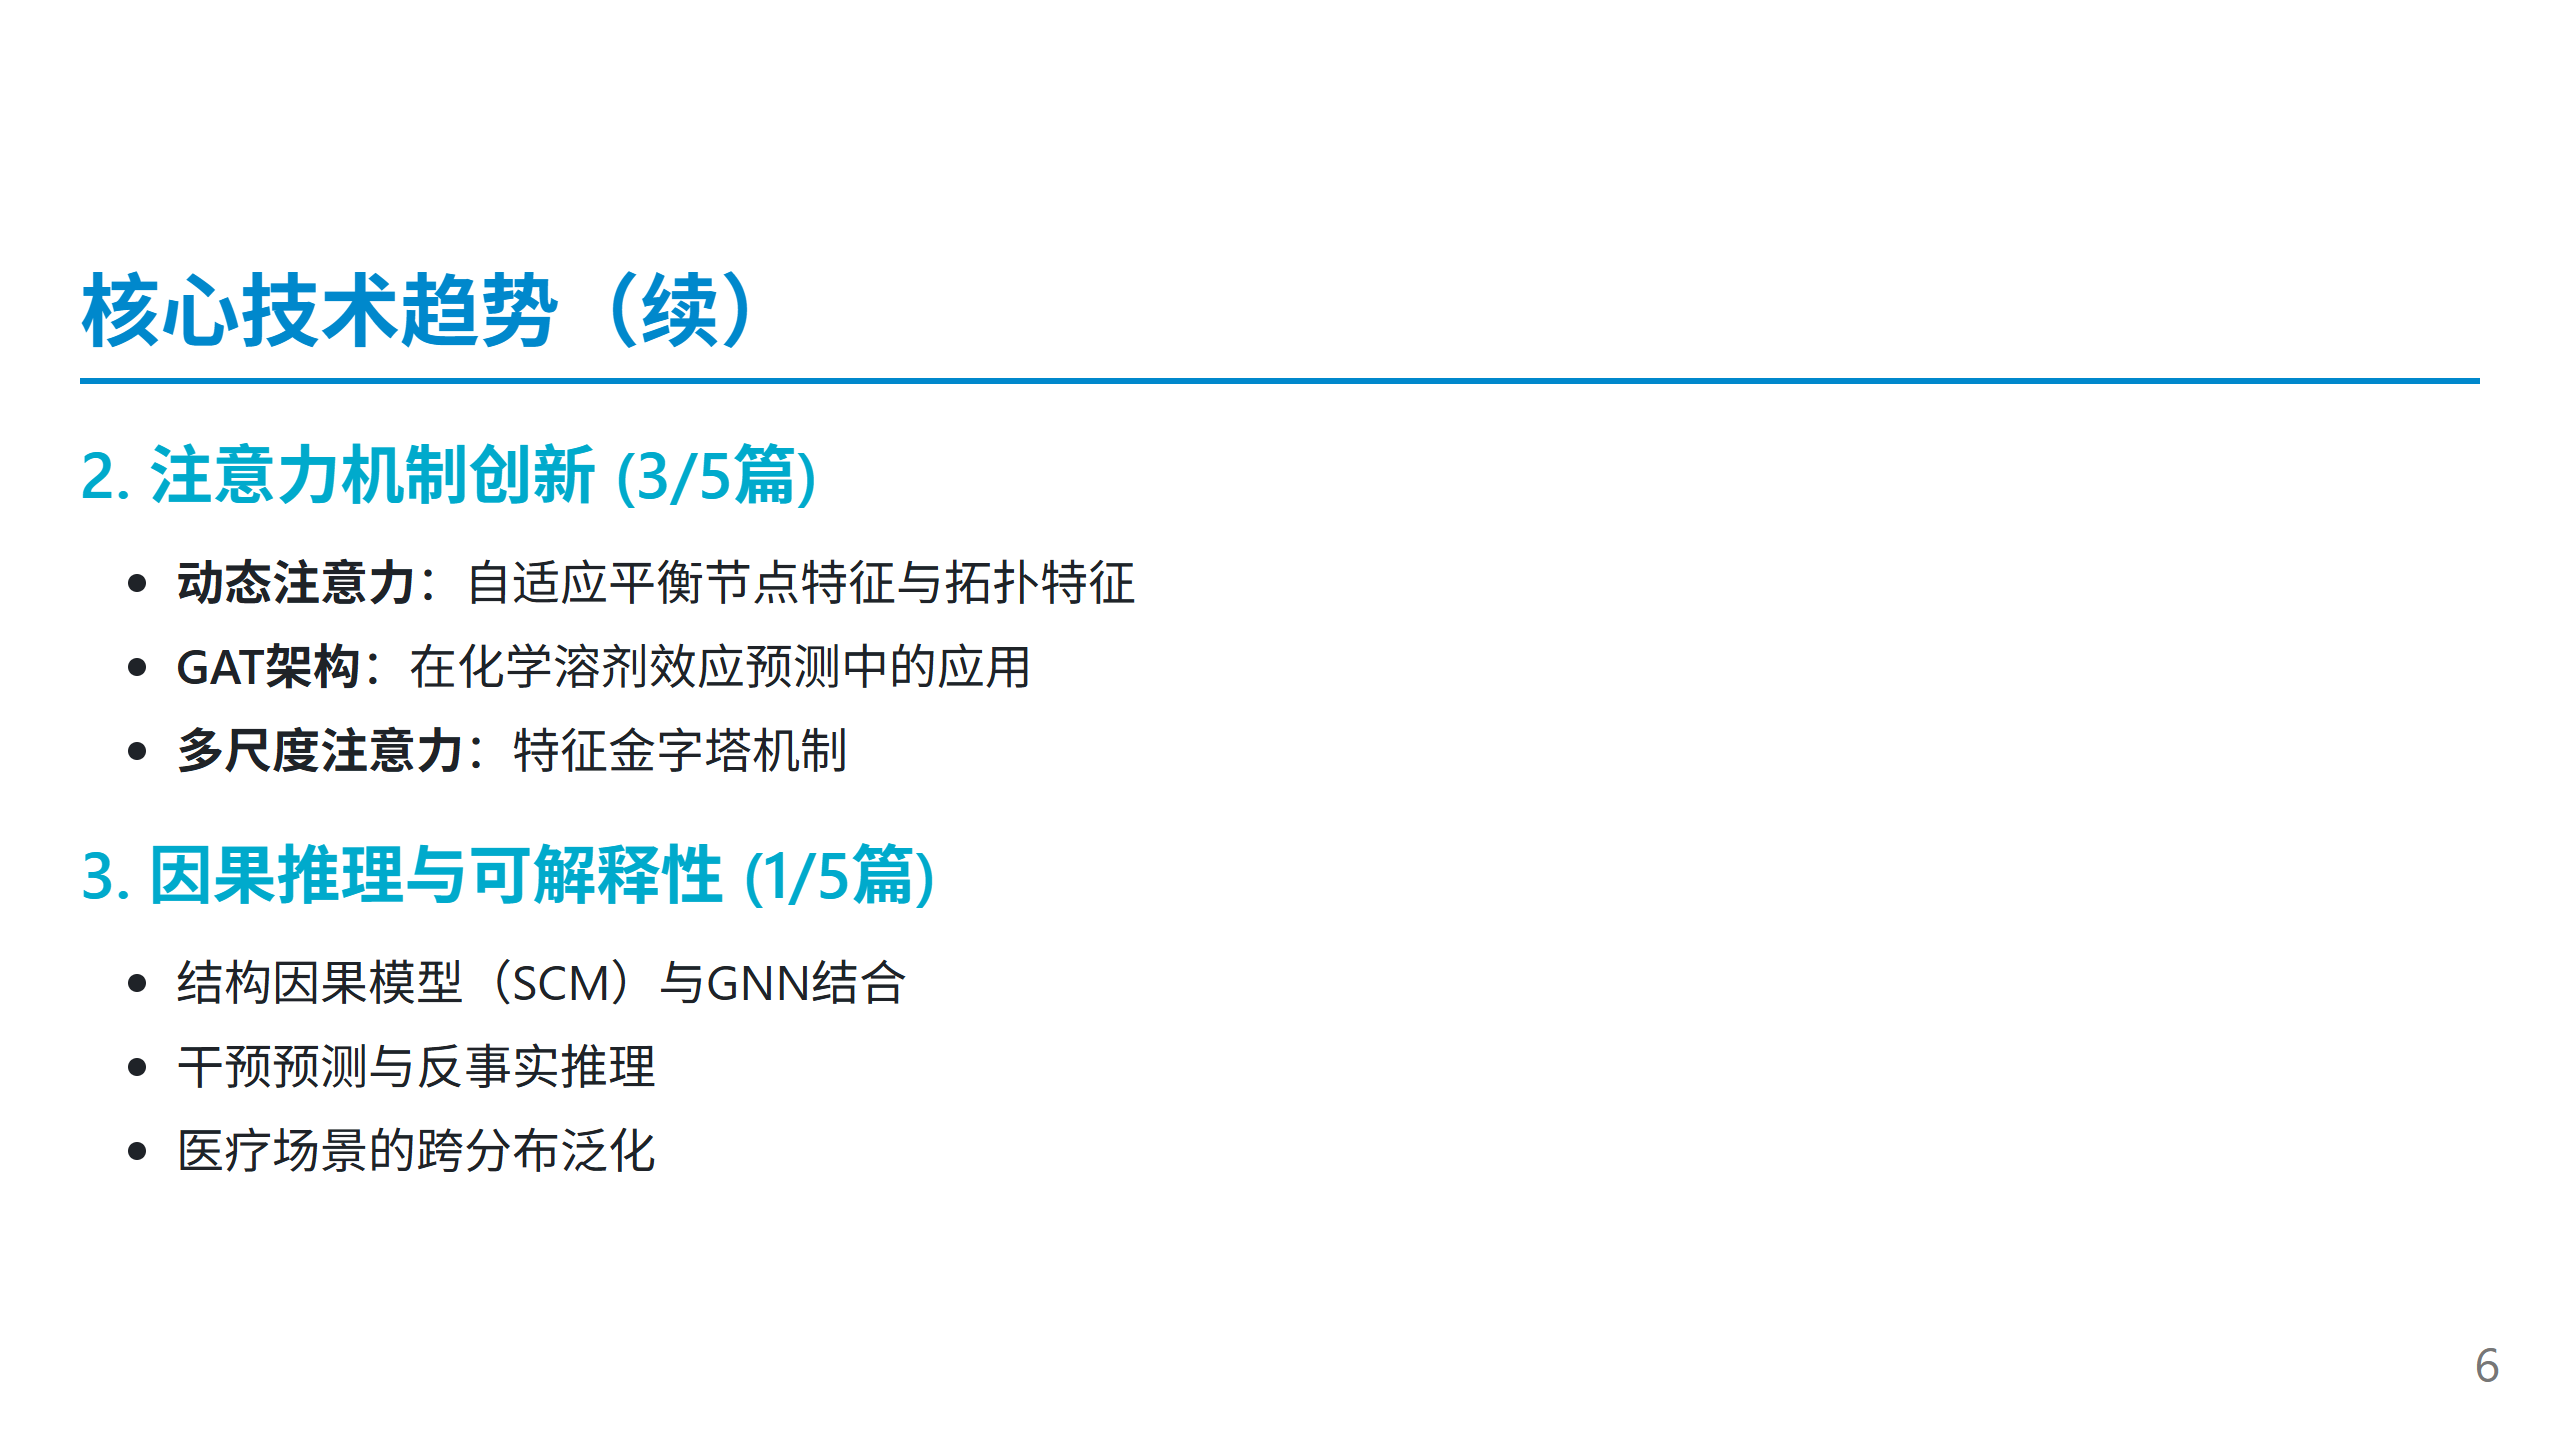 核心技术趋势（续）
2. 注意力机制创新 (3/5篇)
• 动态注意力：自适应平衡节点特征与拓扑特征
• GAT架构：在化学溶剂效应预测中的应用
• 多尺度注意力：特征金字塔机制
3. 因果推理与可解释性 (1/5篇)
• 结构因果模型（SCM）与GNN结合
• 干预预测与反事实推理
• 医疗场景的跨分布泛化
6